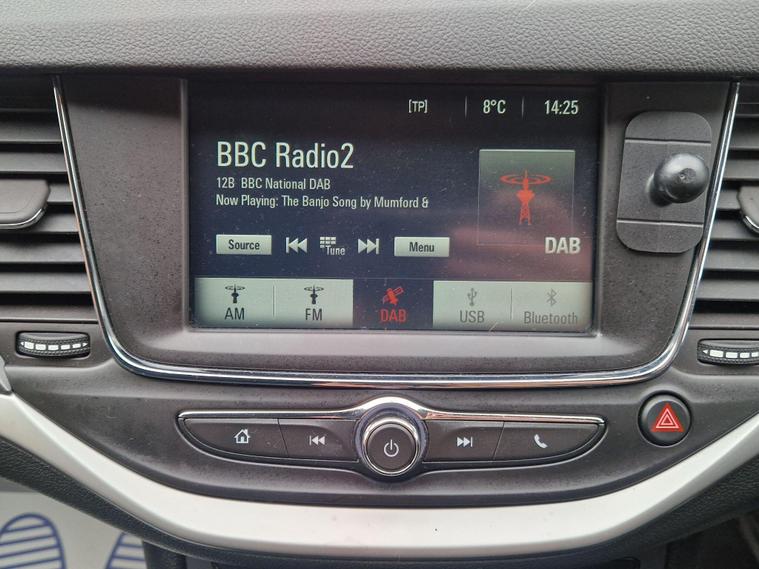 [TP] 8°C 14:25
BBC Radio2
12B BBC National DAB
Now Playing: The Banjo Song by Mumford &
DAB
Source Tune Menu
AM FM DAB USB Bluetooth